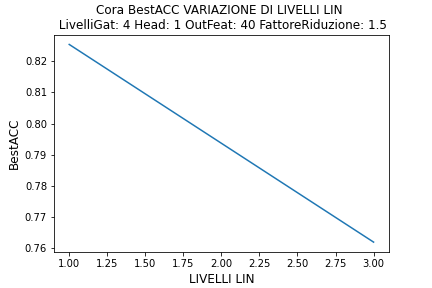 Cora BestACC VARIAZIONE DI LIVELLI LIN
LivelliGat: 4 Head: 1 OutFeat: 40 FattoreRiduzione: 1.5
BestACC
0.82
0.81
0.80
0.79
0.78
0.77
0.76
1.00 1.25 1.50 1.75 2.00 2.25 2.50 2.75 3.00
LIVELLI LIN